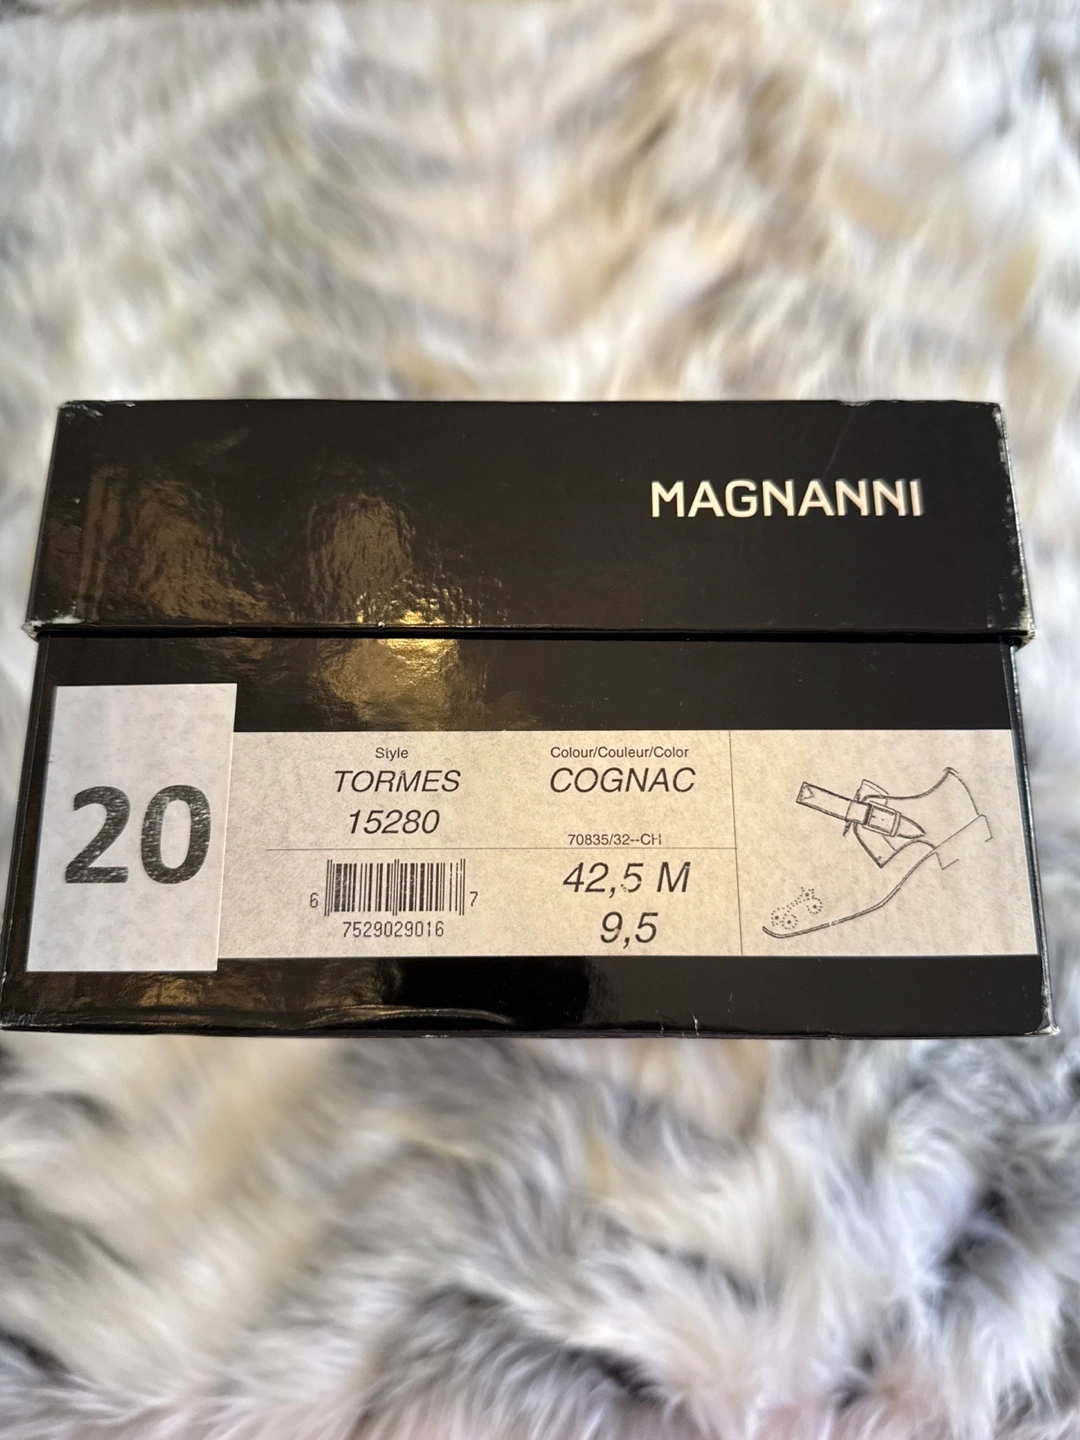 MAGNANNI
20
Style
TORMES
15280
Colour/Couleur/Color
COGNAC
70835/32--CH
6 7
7529029016
42,5 M
9,5